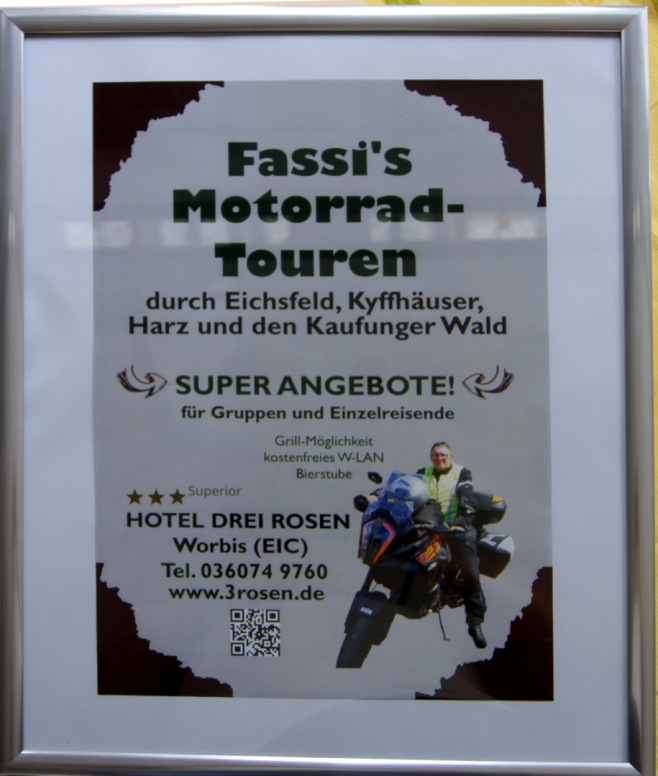 Fassi's
Motorrad-
Touren
durch Eichsfeld, Kyffhäuser,
Harz und den Kaufunger Wald
SUPER ANGEBOTE!
für Gruppen und Einzelreisende
Grill-Möglichkeit
kostenfreies W-LAN
Bierstube
Superior
HOTEL DREI ROSEN
Worbis (EIC)
Tel. 036074 9760
www.3rosen.de